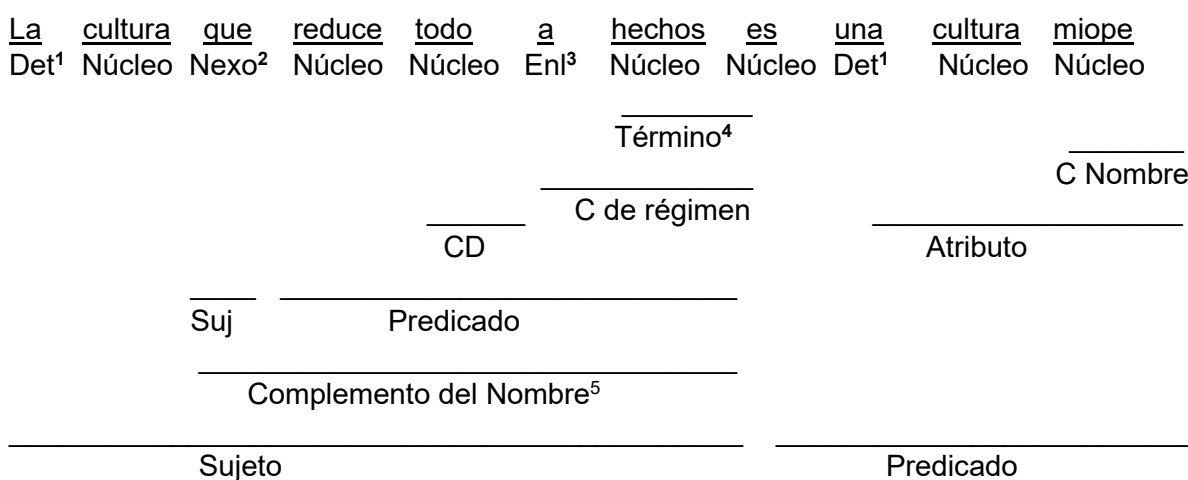 La cultura que reduce todo a hechos es una cultura miope
Det¹ Núcleo Nexo² Núcleo Núcleo Enl³ Núcleo Núcleo Det¹ Núcleo Núcleo
Término⁴
C Nombre
C de régimen
CD Atributo
Suj Predicado
Complemento del Nombre⁵
Sujeto Predicado